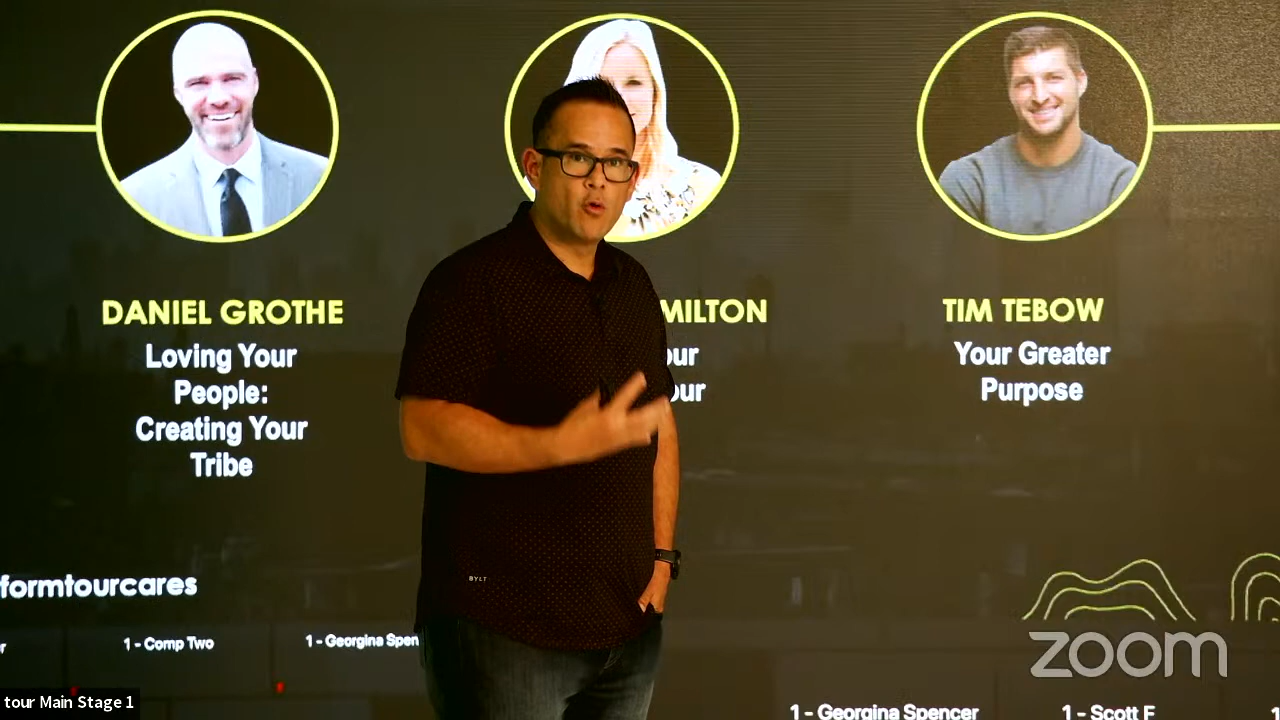 DANIEL GROTHE
MILTON
TIM TEBOW
Loving Your
People:
Creating Your
Tribe
our
our
Your Greater
Purpose
formtourcares
1 - Comp Two
1 - Georgina Spen
BYLT
zoom
tour Main Stage 1
1 - Georgina Spencer
1 - Scott F